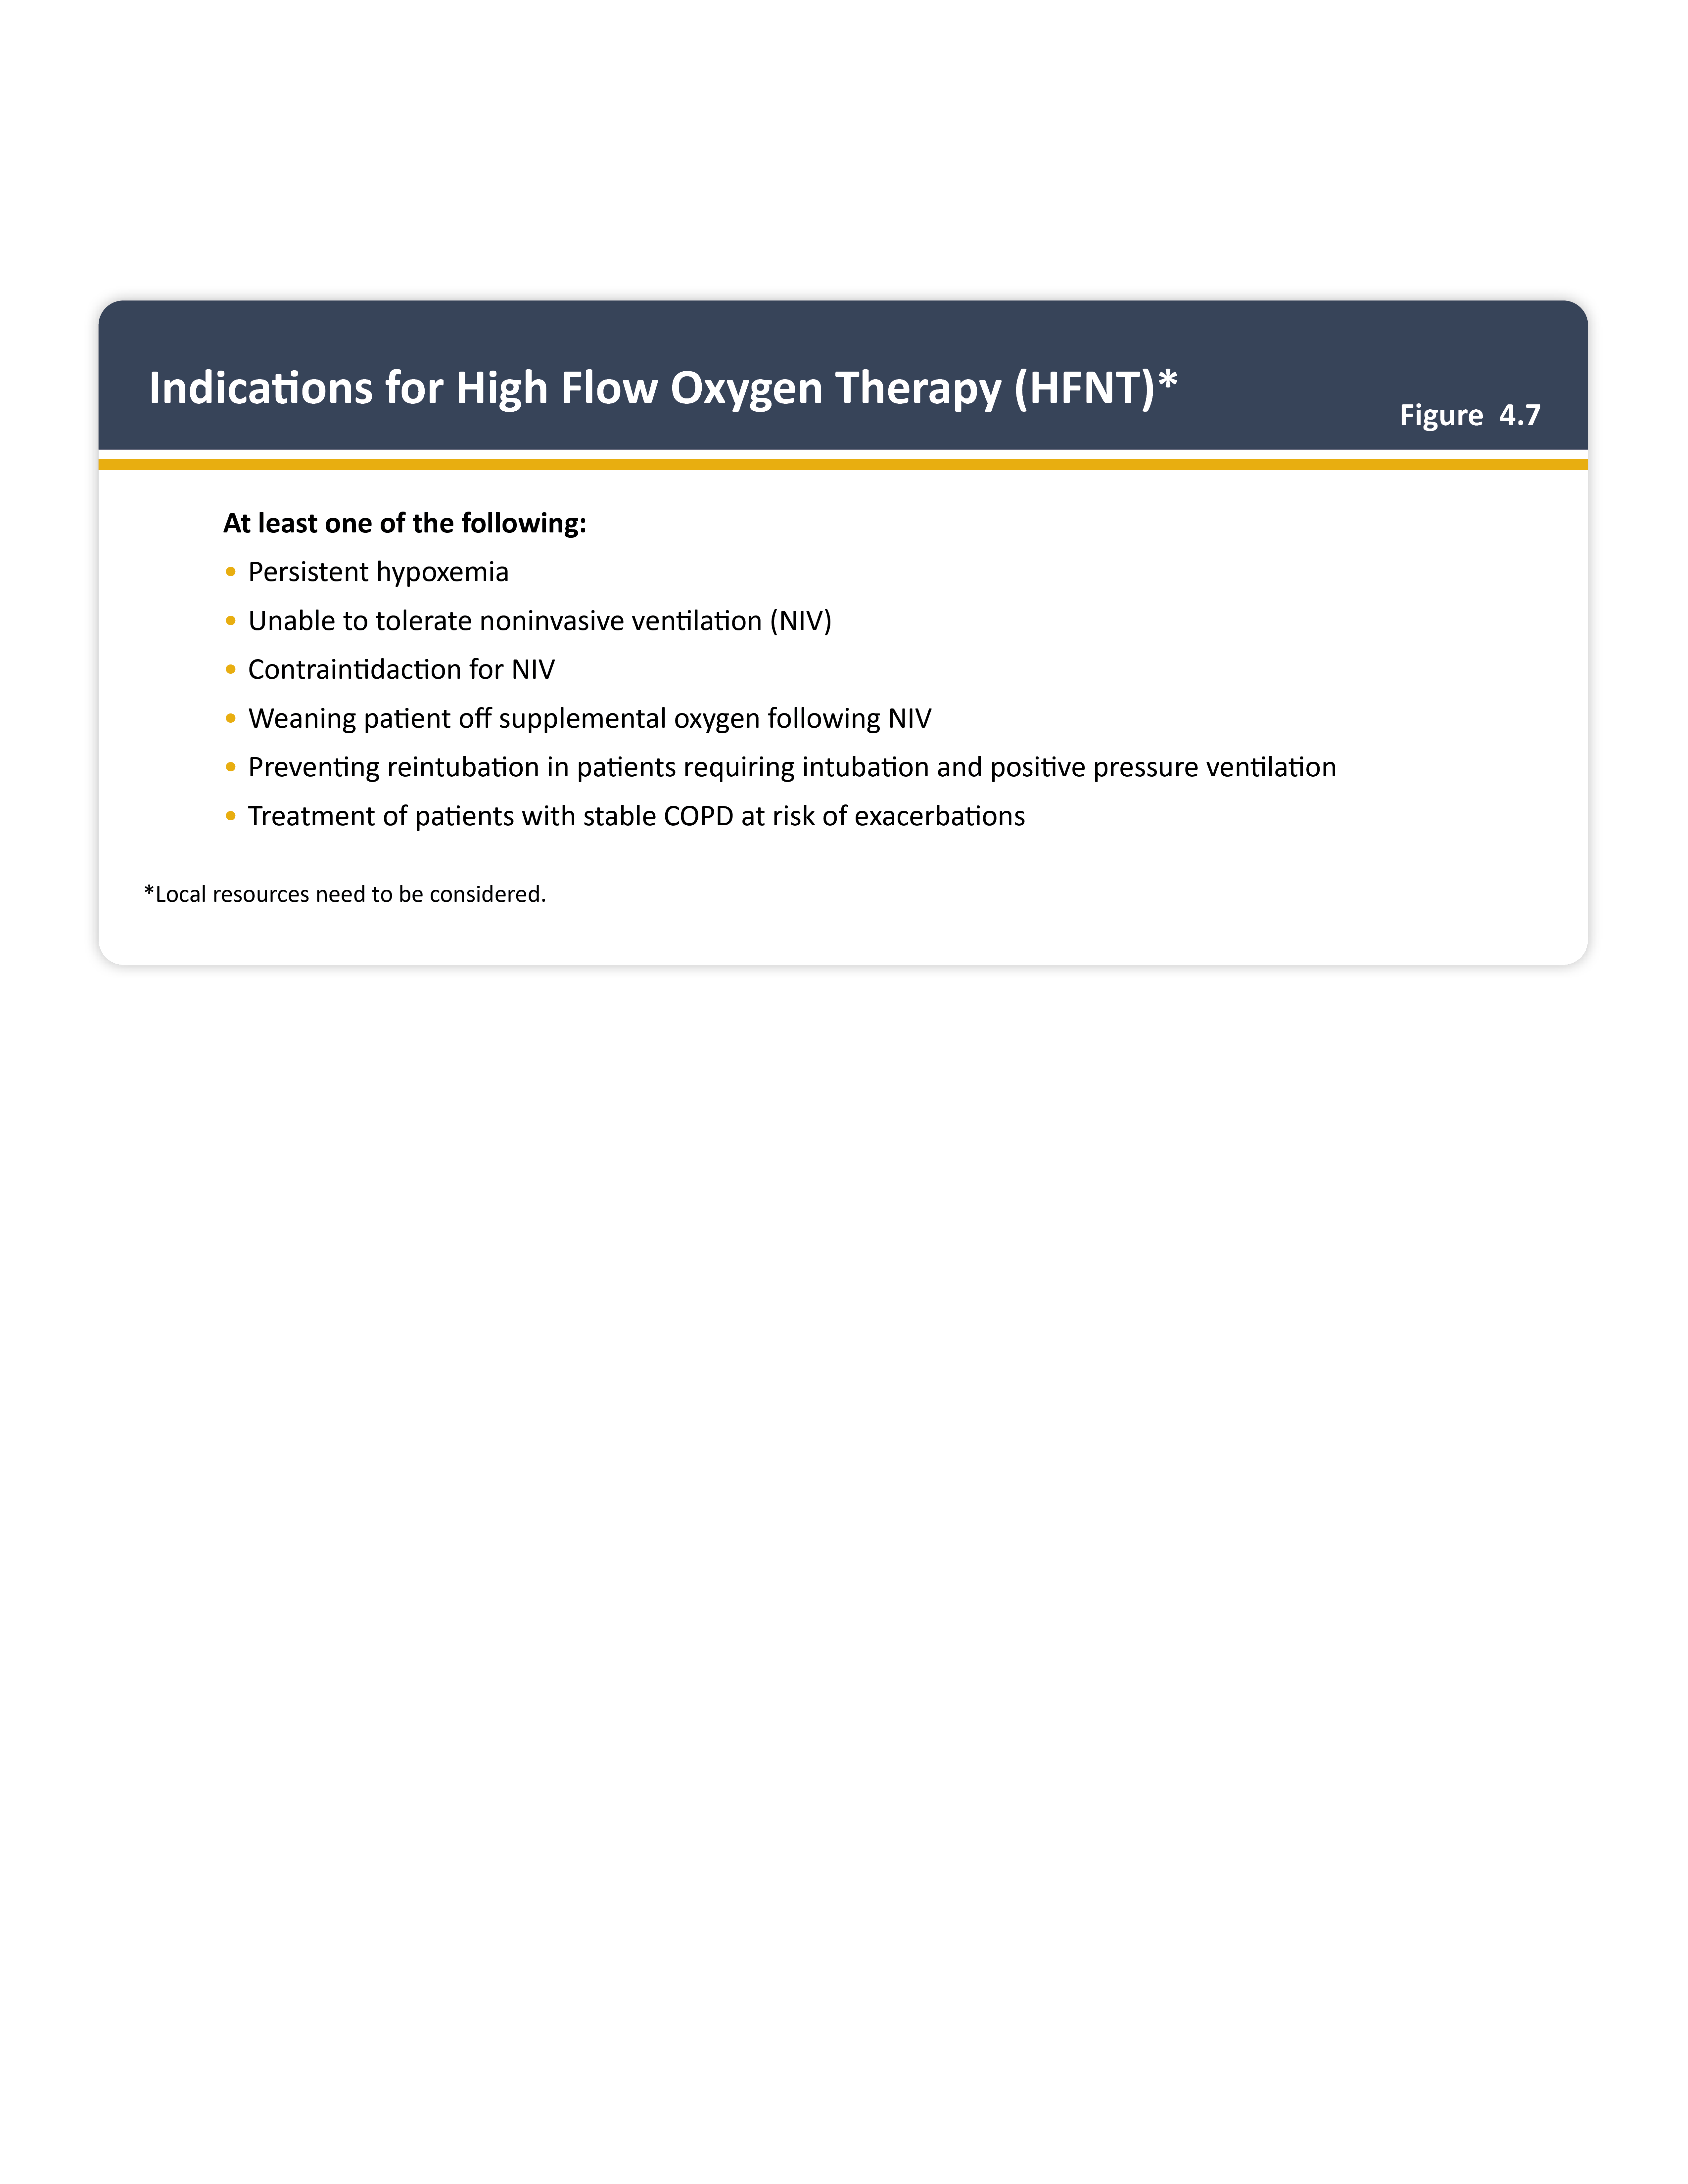 Indications for High Flow Oxygen Therapy (HFNT)*
Figure 4.7
At least one of the following:
• Persistent hypoxemia
• Unable to tolerate noninvasive ventilation (NIV)
• Contraintidaction for NIV
• Weaning patient off supplemental oxygen following NIV
• Preventing reintubation in patients requiring intubation and positive pressure ventilation
• Treatment of patients with stable COPD at risk of exacerbations
*Local resources need to be considered.